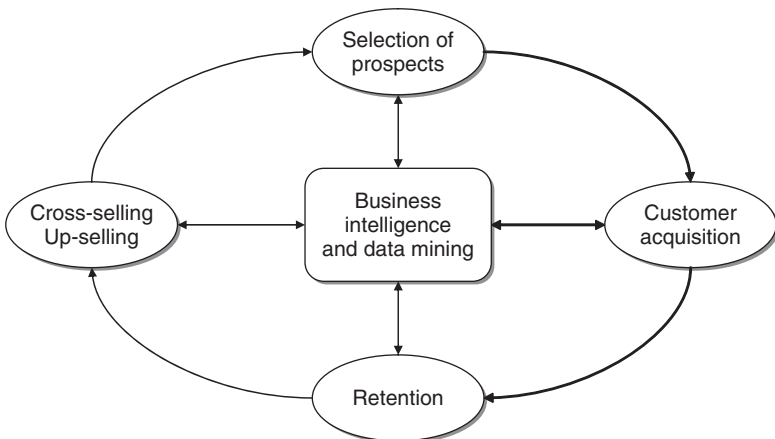 Selection of
prospects
Cross-selling
Up-selling
Business
intelligence
and data mining
Customer
acquisition
Retention